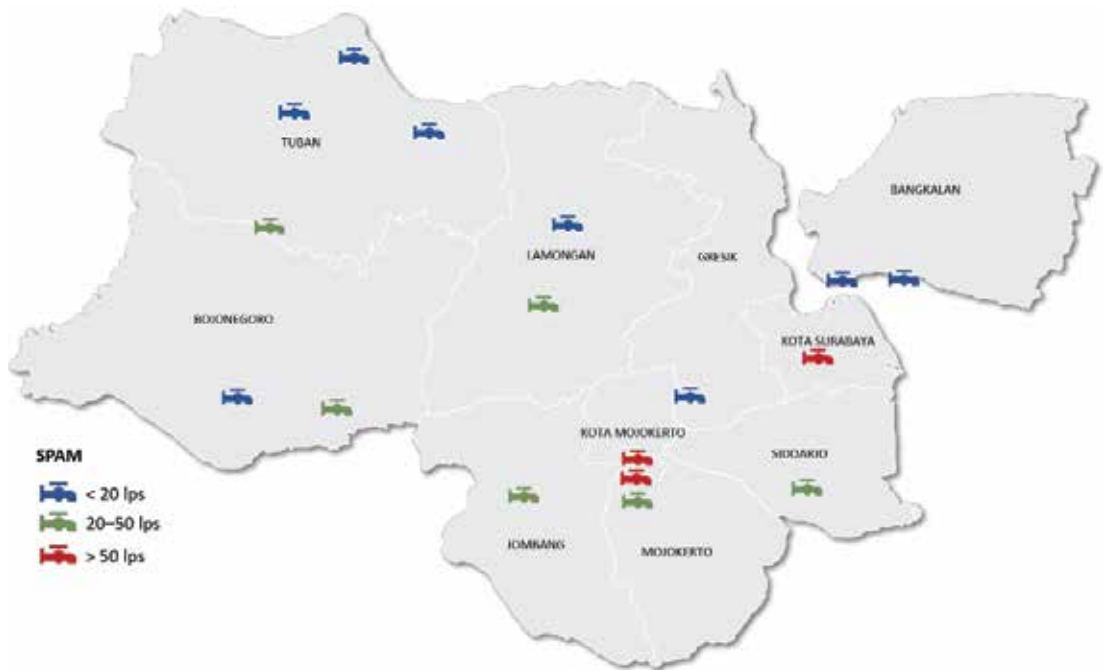 TUBAN
BANGKALAN
LAMONGAN
GRESIK
BOJONEGORO
KOTA SURABAYA
KOTA MOJOKERTO
SIDOARJO
SPAM
< 20 lps
20–50 lps
> 50 lps
JOMBANG
MOJOKERTO